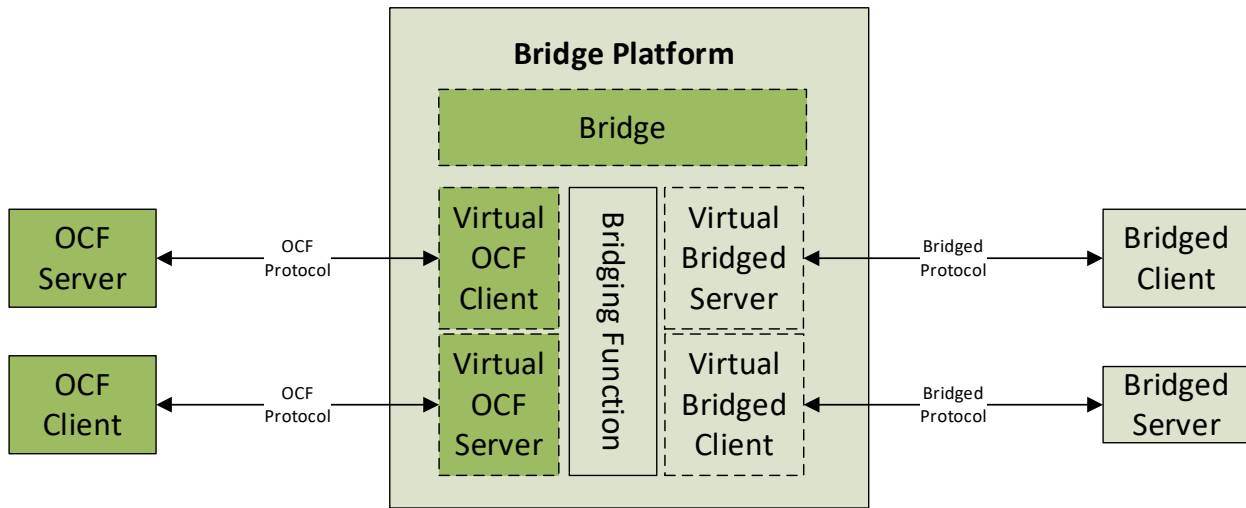 Bridge Platform
Bridge
OCF
Server
OCF
Protocol
Virtual
OCF
Client
Bridging Function
Virtual
Bridged
Server
Bridged
Protocol
Bridged
Client
OCF
Client
OCF
Protocol
Virtual
OCF
Server
Virtual
Bridged
Client
Bridged
Protocol
Bridged
Server